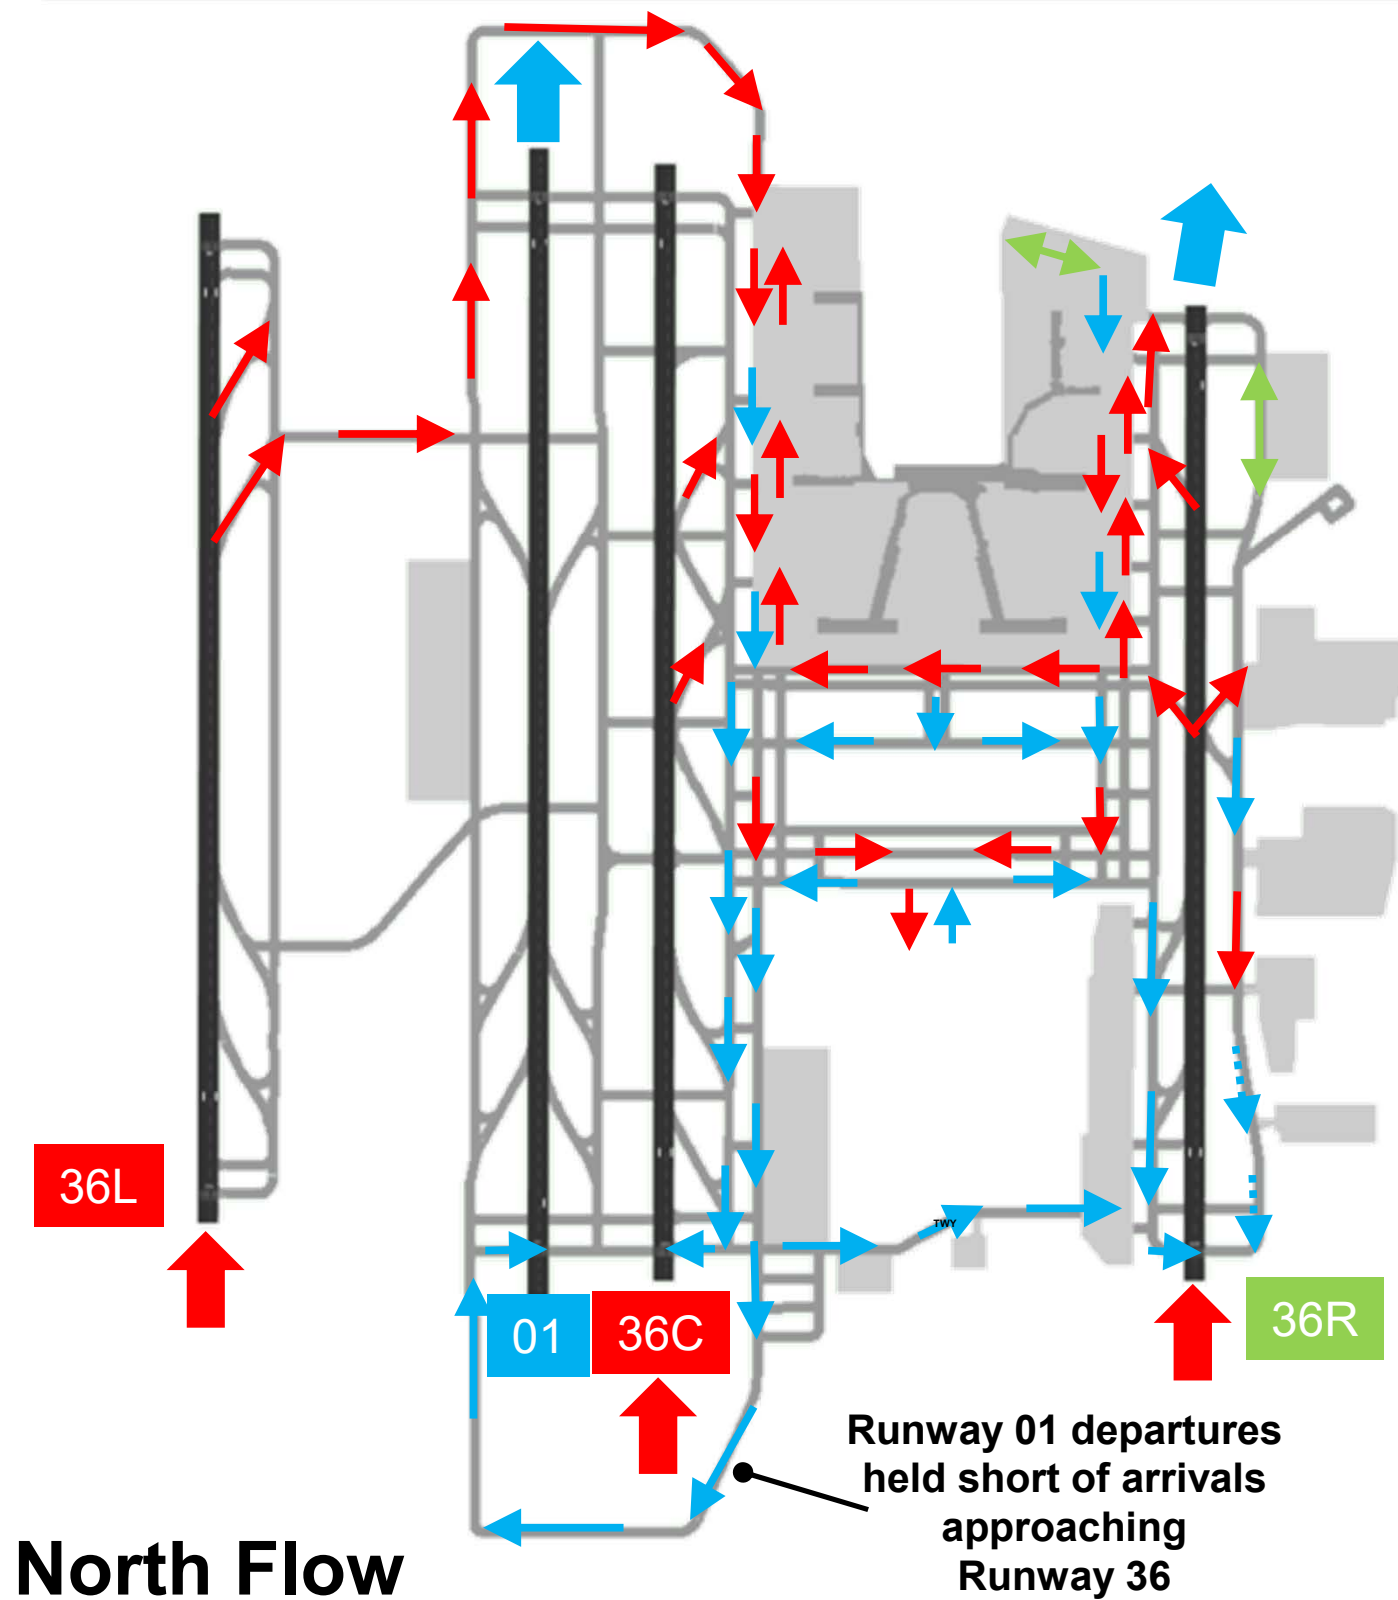 36L
TWY
01
36C
36R
Runway 01 departures
held short of arrivals
approaching
Runway 36
North Flow